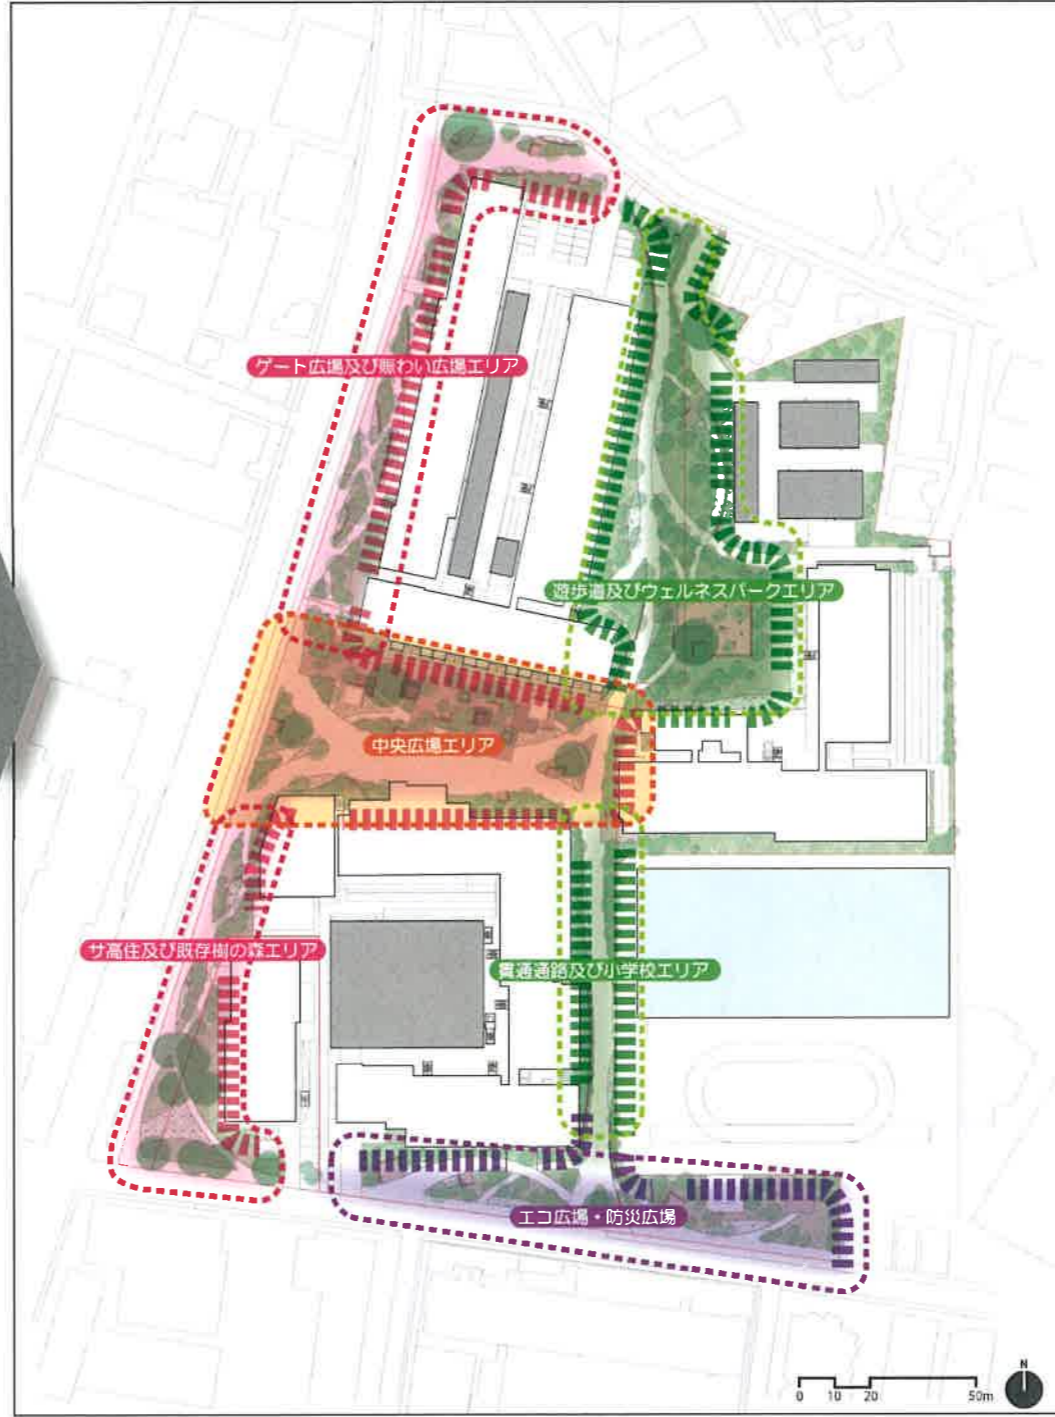 ゲート広場及び賑わい広場エリア
遊歩道及びウェルネスパークエリア
中央広場エリア
サ高住及び既存樹の森エリア
貫通通路及び小学校エリア
エコ広場・防災広場
N
0 10 20 50m